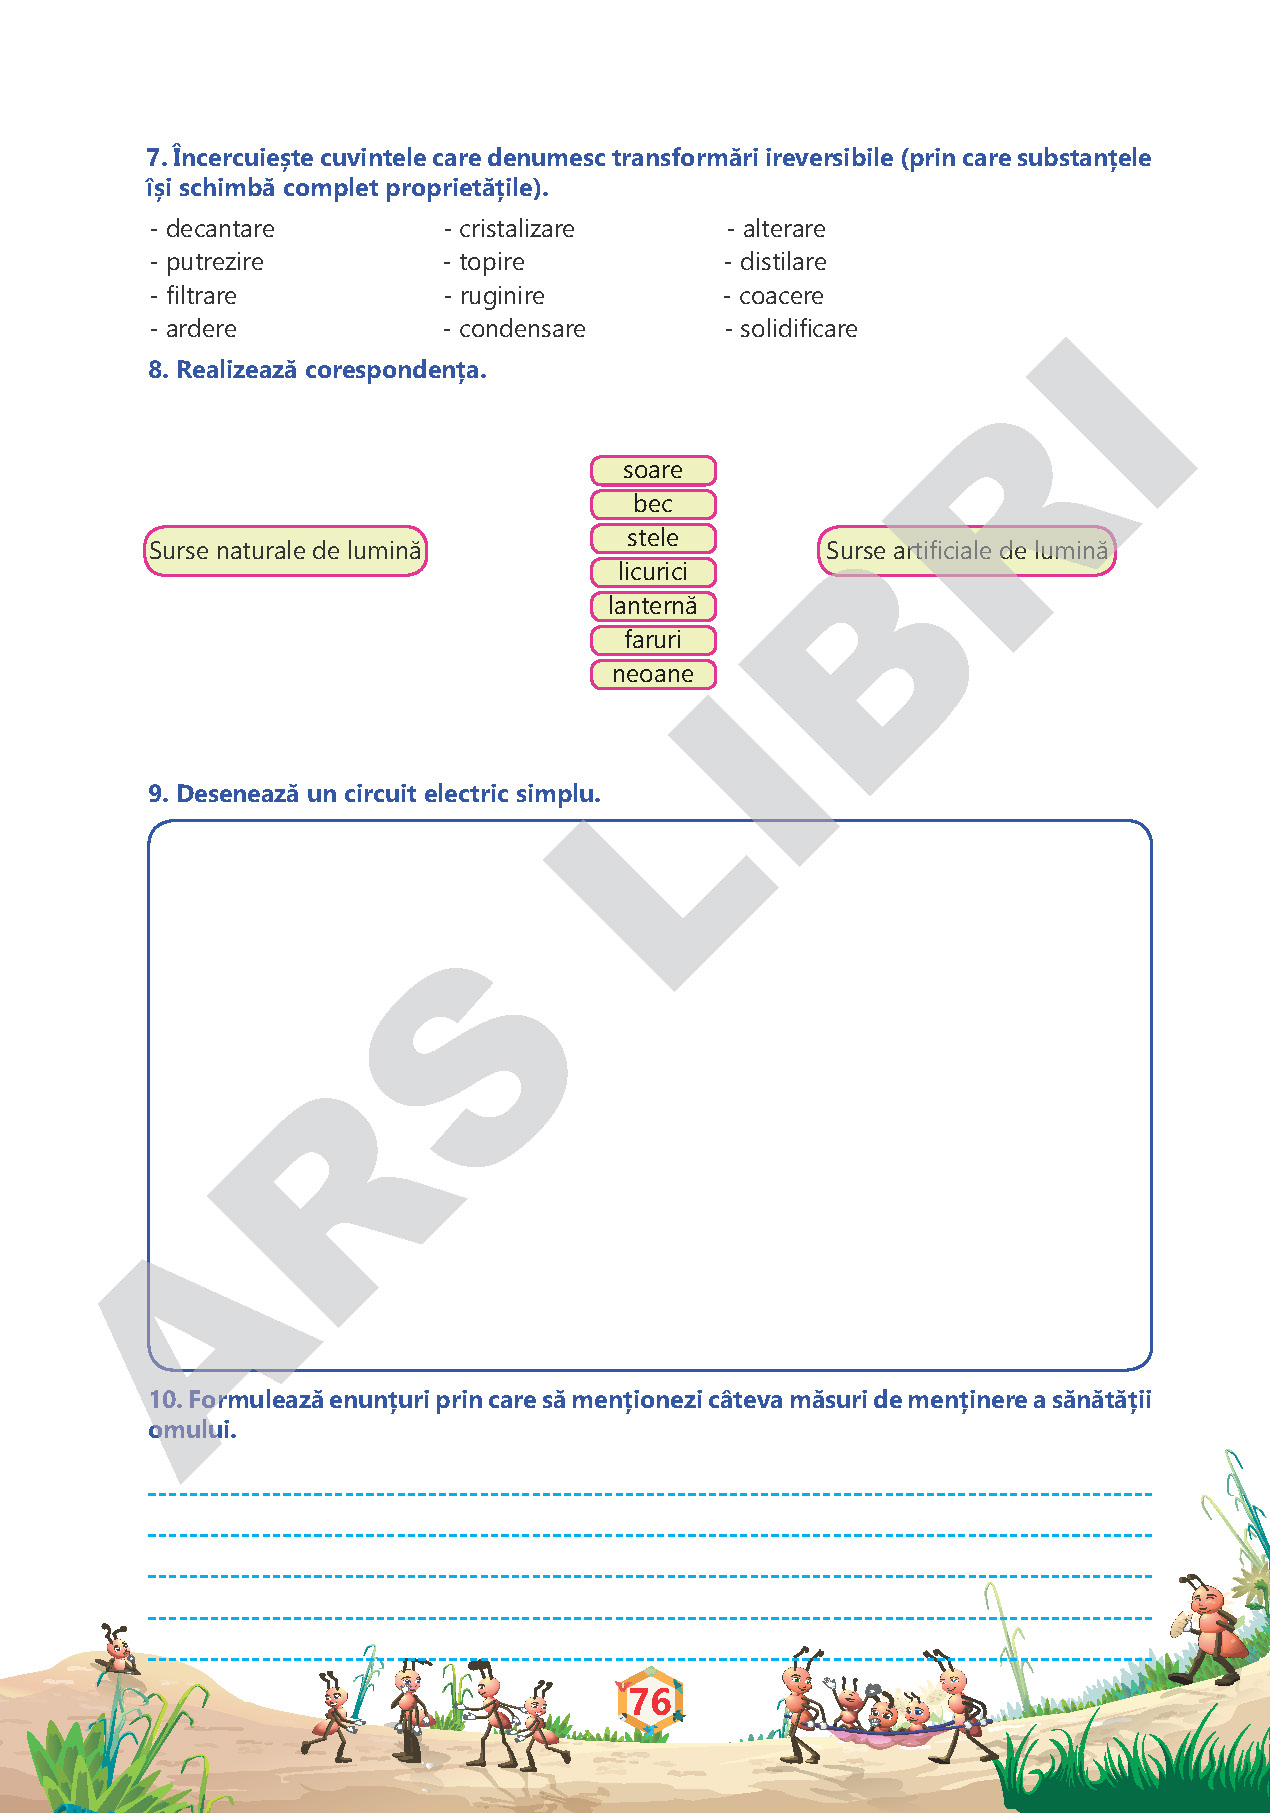 7. Încercuiește cuvintele care denumesc transformări ireversibile (prin care substanțele
își schimbă complet proprietățile).
- decantare - cristalizare - alterare
- putrezire - topire - distilare
- filtrare - ruginire - coacere
- ardere - condensare - solidificare
8. Realizează corespondența.
soare
bec
stele
Surse naturale de lumină
Surse artificiale de lumină
licurici
lanternă
faruri
neoane
9. Desenează un circuit electric simplu.
10. Formulează enunțuri prin care să menționezi câteva măsuri de menținere a sănătății
omului.
76
ARS LIBRI